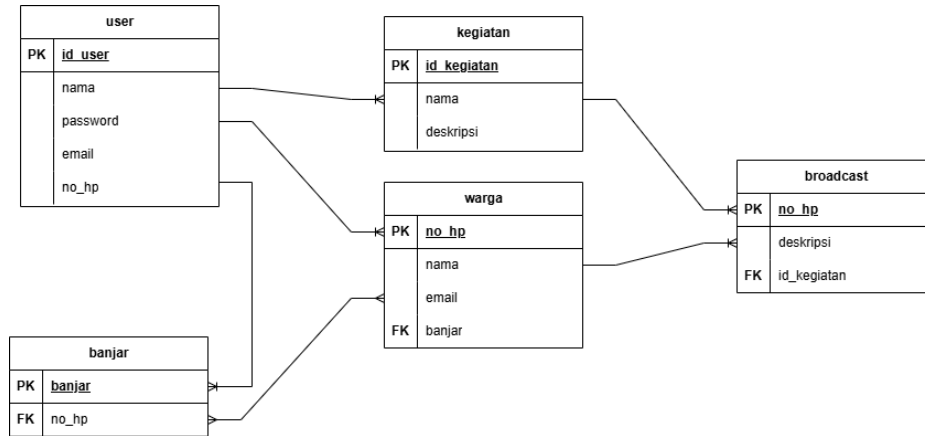 user
PK id_user
nama
password
email
no_hp
kegiatan
PK id_kegiatan
nama
deskripsi
warga
PK no_hp
nama
email
FK banjar
broadcast
PK no_hp
deskripsi
FK id_kegiatan
banjar
PK banjar
FK no_hp